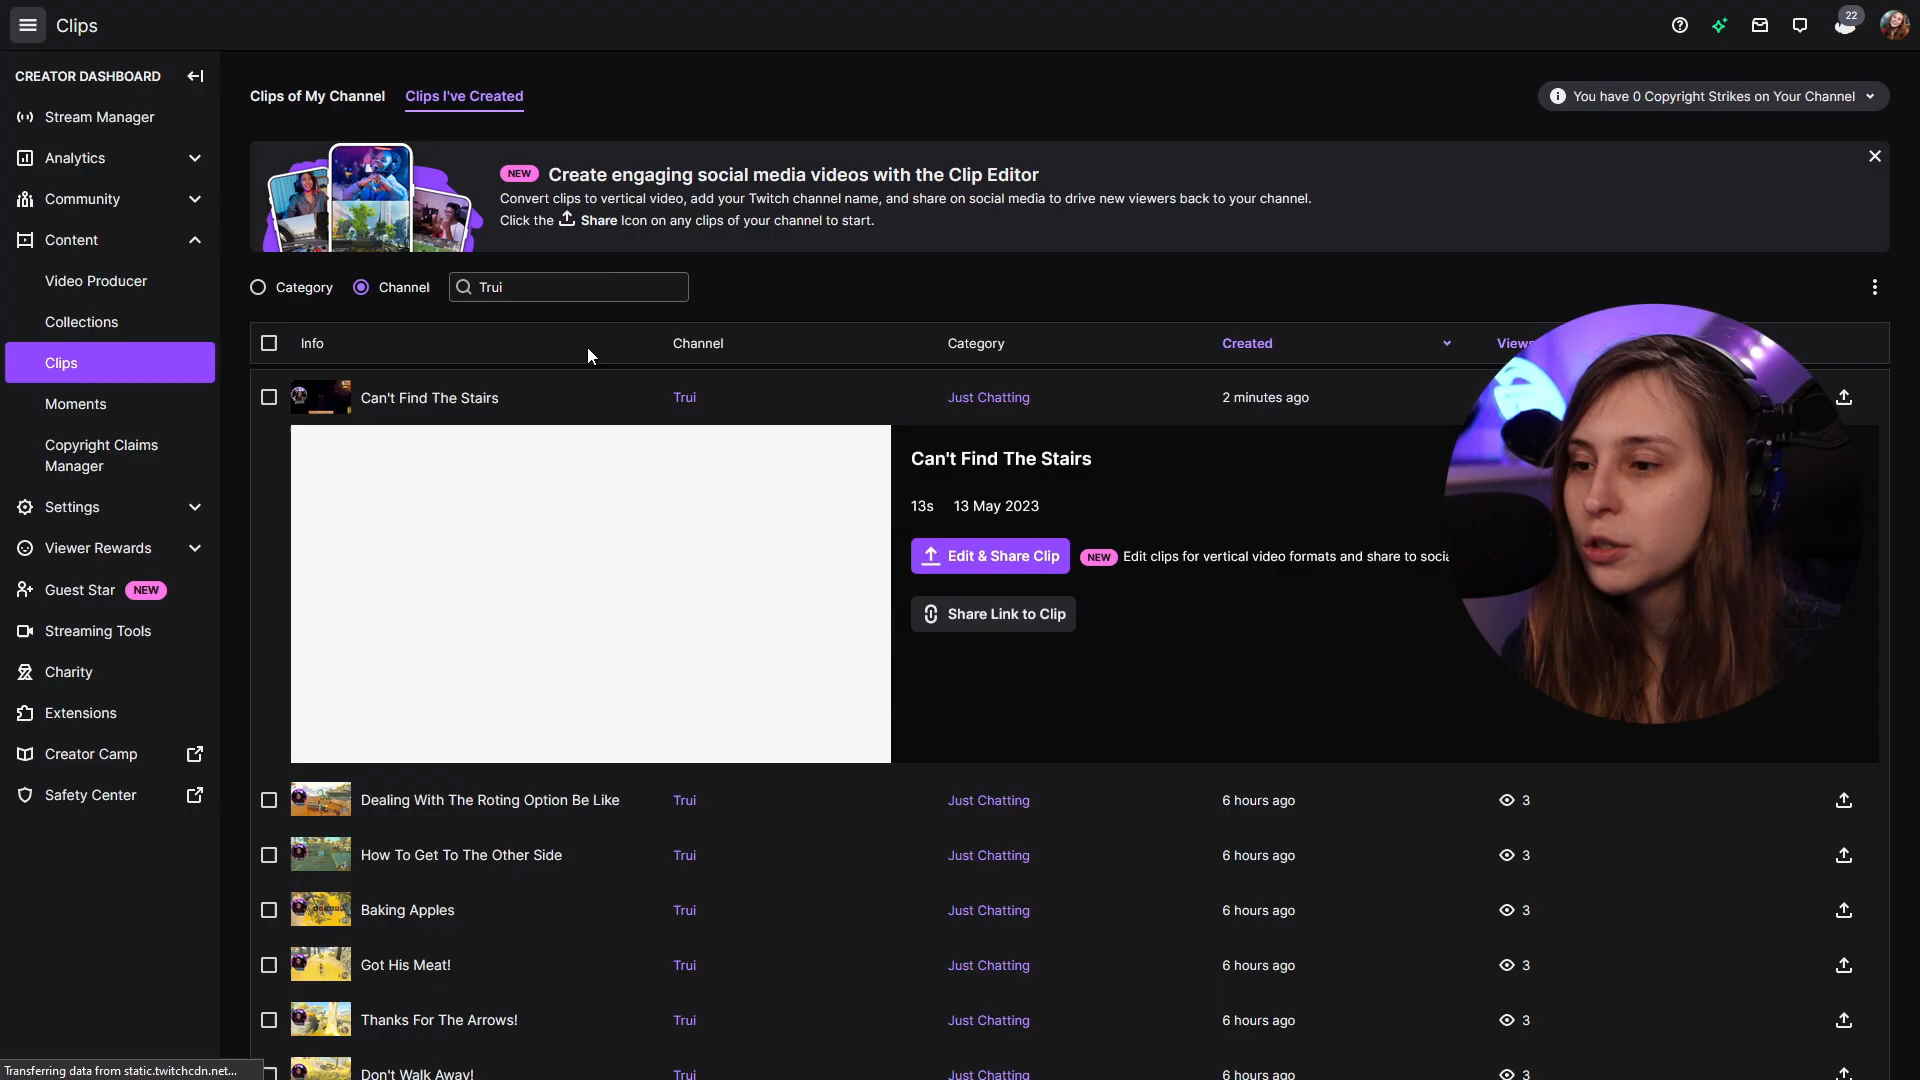 Clips
22
CREATOR DASHBOARD
Stream Manager
Analytics
Community
Content
Video Producer
Collections
Clips
Moments
Copyright Claims
Manager
Settings
Viewer Rewards
Guest Star NEW
Streaming Tools
Charity
Extensions
Creator Camp
Safety Center
Transferring data from static.twitchcdn.net...
Clips of My Channel Clips I've Created
You have 0 Copyright Strikes on Your Channel
NEW Create engaging social media videos with the Clip Editor
Convert clips to vertical video, add your Twitch channel name, and share on social media to drive new viewers back to your channel.
Click the Share Icon on any clips of your channel to start.
Category Channel Trui
Info Channel Category Created Views
Can't Find The Stairs Trui Just Chatting 2 minutes ago
Can't Find The Stairs
13s 13 May 2023
Edit & Share Clip NEW Edit clips for vertical video formats and share to socia
Share Link to Clip
Dealing With The Roting Option Be Like Trui Just Chatting 6 hours ago 3
How To Get To The Other Side Trui Just Chatting 6 hours ago 3
Baking Apples Trui Just Chatting 6 hours ago 3
Got His Meat! Trui Just Chatting 6 hours ago 3
Thanks For The Arrows! Trui Just Chatting 6 hours ago 3
Don't Walk Away! Trui Just Chatting 6 hours ago 3